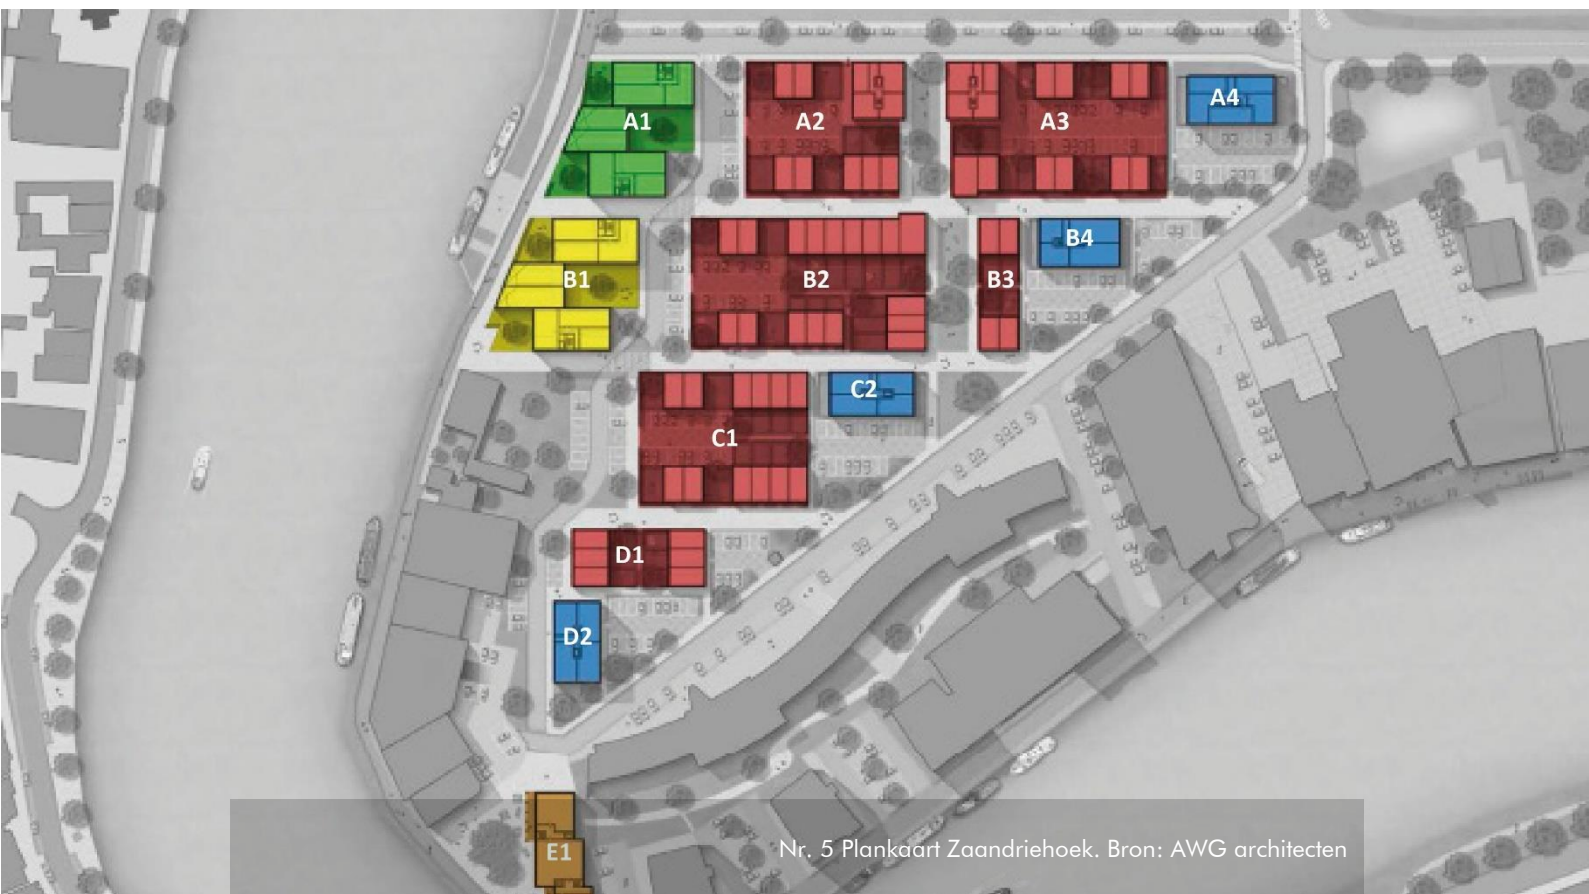 A1
A2
A3
A4
B1
B2
B3
B4
C1
C2
D1
D2
E1
Nr. 5 Plankaart Zaandriehoek. Bron: AWG architecten